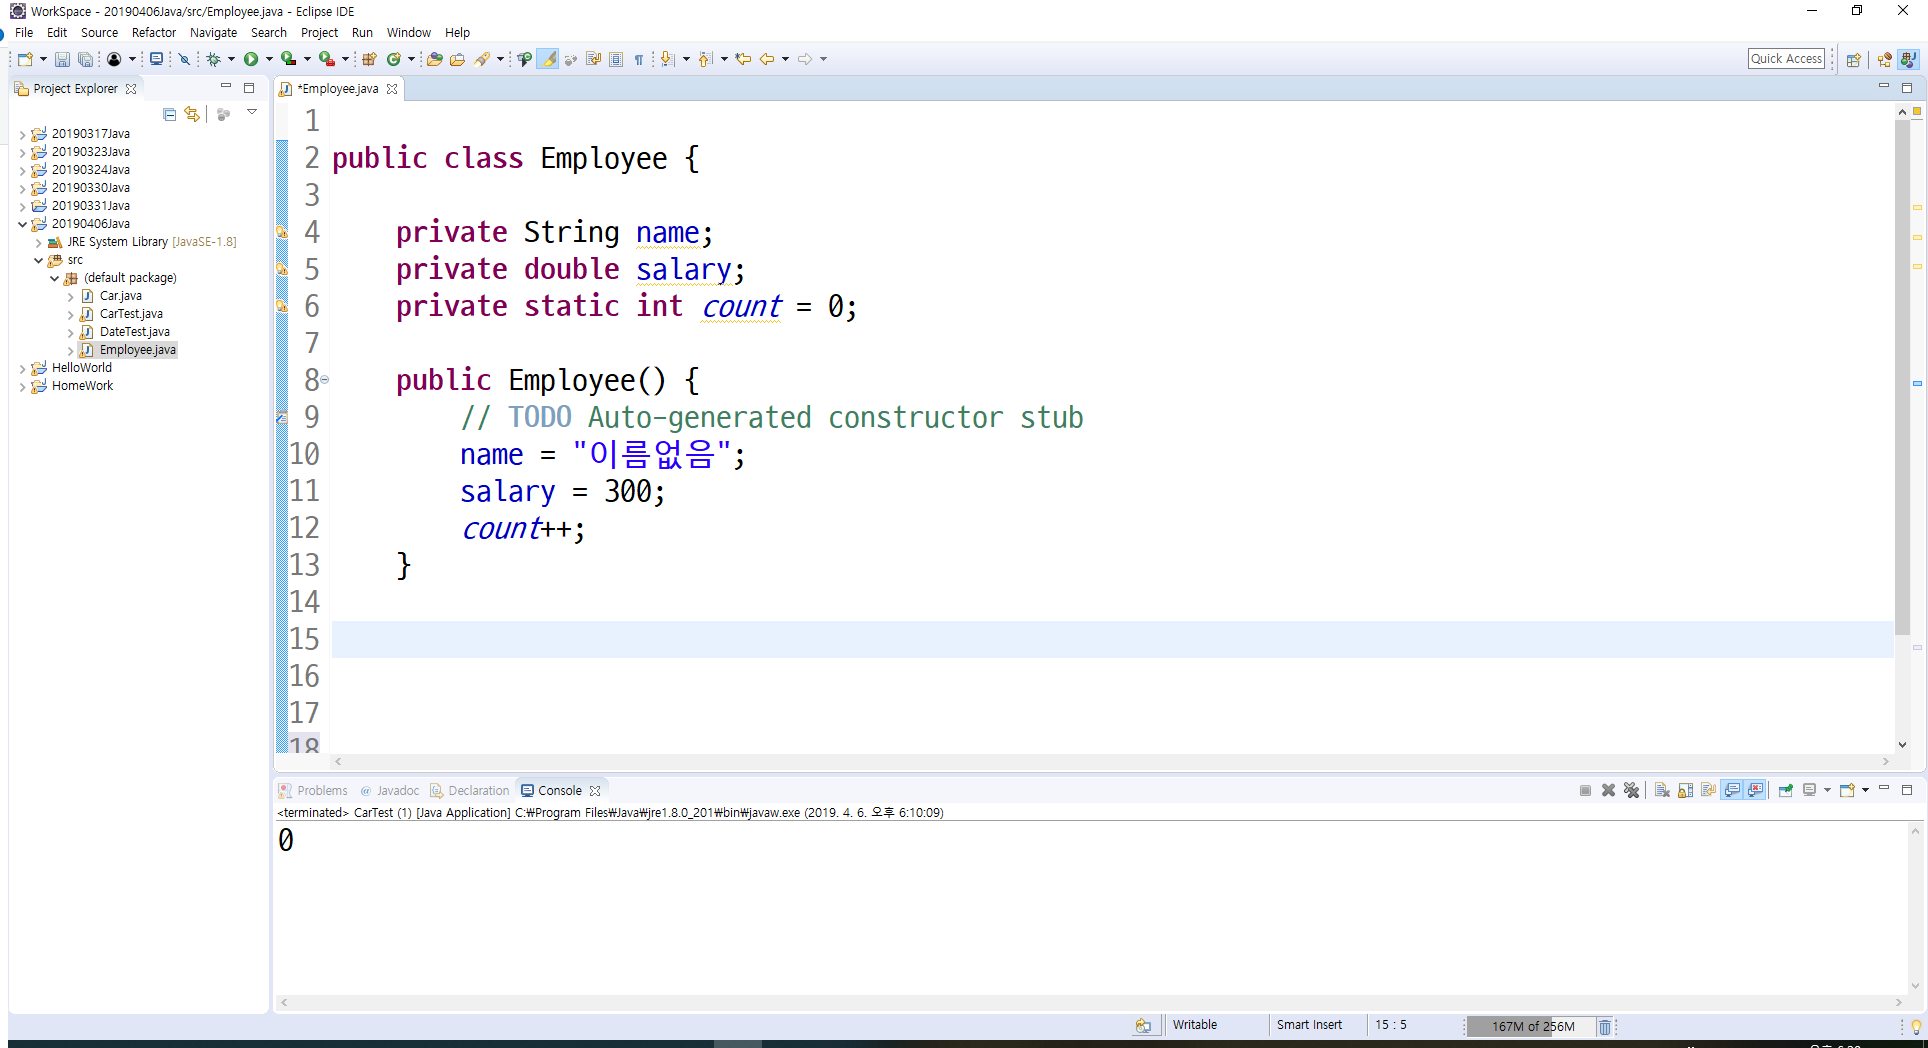 WorkSpace - 20190406Java/src/Employee.java - Eclipse IDE
File Edit Source Refactor Navigate Search Project Run Window Help
Quick Access
Project Explorer
*Employee.java
20190317Java
20190323Java
20190324Java
20190330Java
20190331Java
20190406Java
JRE System Library [JavaSE-1.8]
src
(default package)
Car.java
CarTest.java
DateTest.java
Employee.java
HelloWorld
HomeWork
1
2 public class Employee {
3
4 private String name;
5 private double salary;
6 private static int count = 0;
7
8 public Employee() {
9 // TODO Auto-generated constructor stub
10 name = "이름없음";
11 salary = 300;
12 count++;
13 }
14
15
16
17
18
Problems @ Javadoc Declaration Console
<terminated> CarTest (1) [Java Application] C:₩Program Files₩Java₩jre1.8.0_201₩bin₩javaw.exe (2019. 4. 6. 오후 6:10:09)
0
Writable Smart Insert 15 : 5 167M of 256M